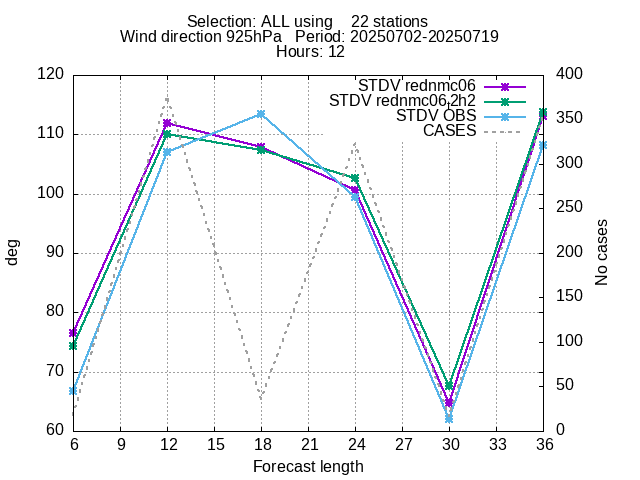 Selection: ALL using    22 stations
Wind direction 925hPa   Period: 20250702-20250719
Hours: 12
STDV rednmc06
STDV rednmc06.2h2
STDV OBS
CASES
deg
120
110
100
90
80
70
60
400
350
300
250
200
150
100
50
0
No cases
6 9 12 15 18 21 24 27 30 33 36
Forecast length